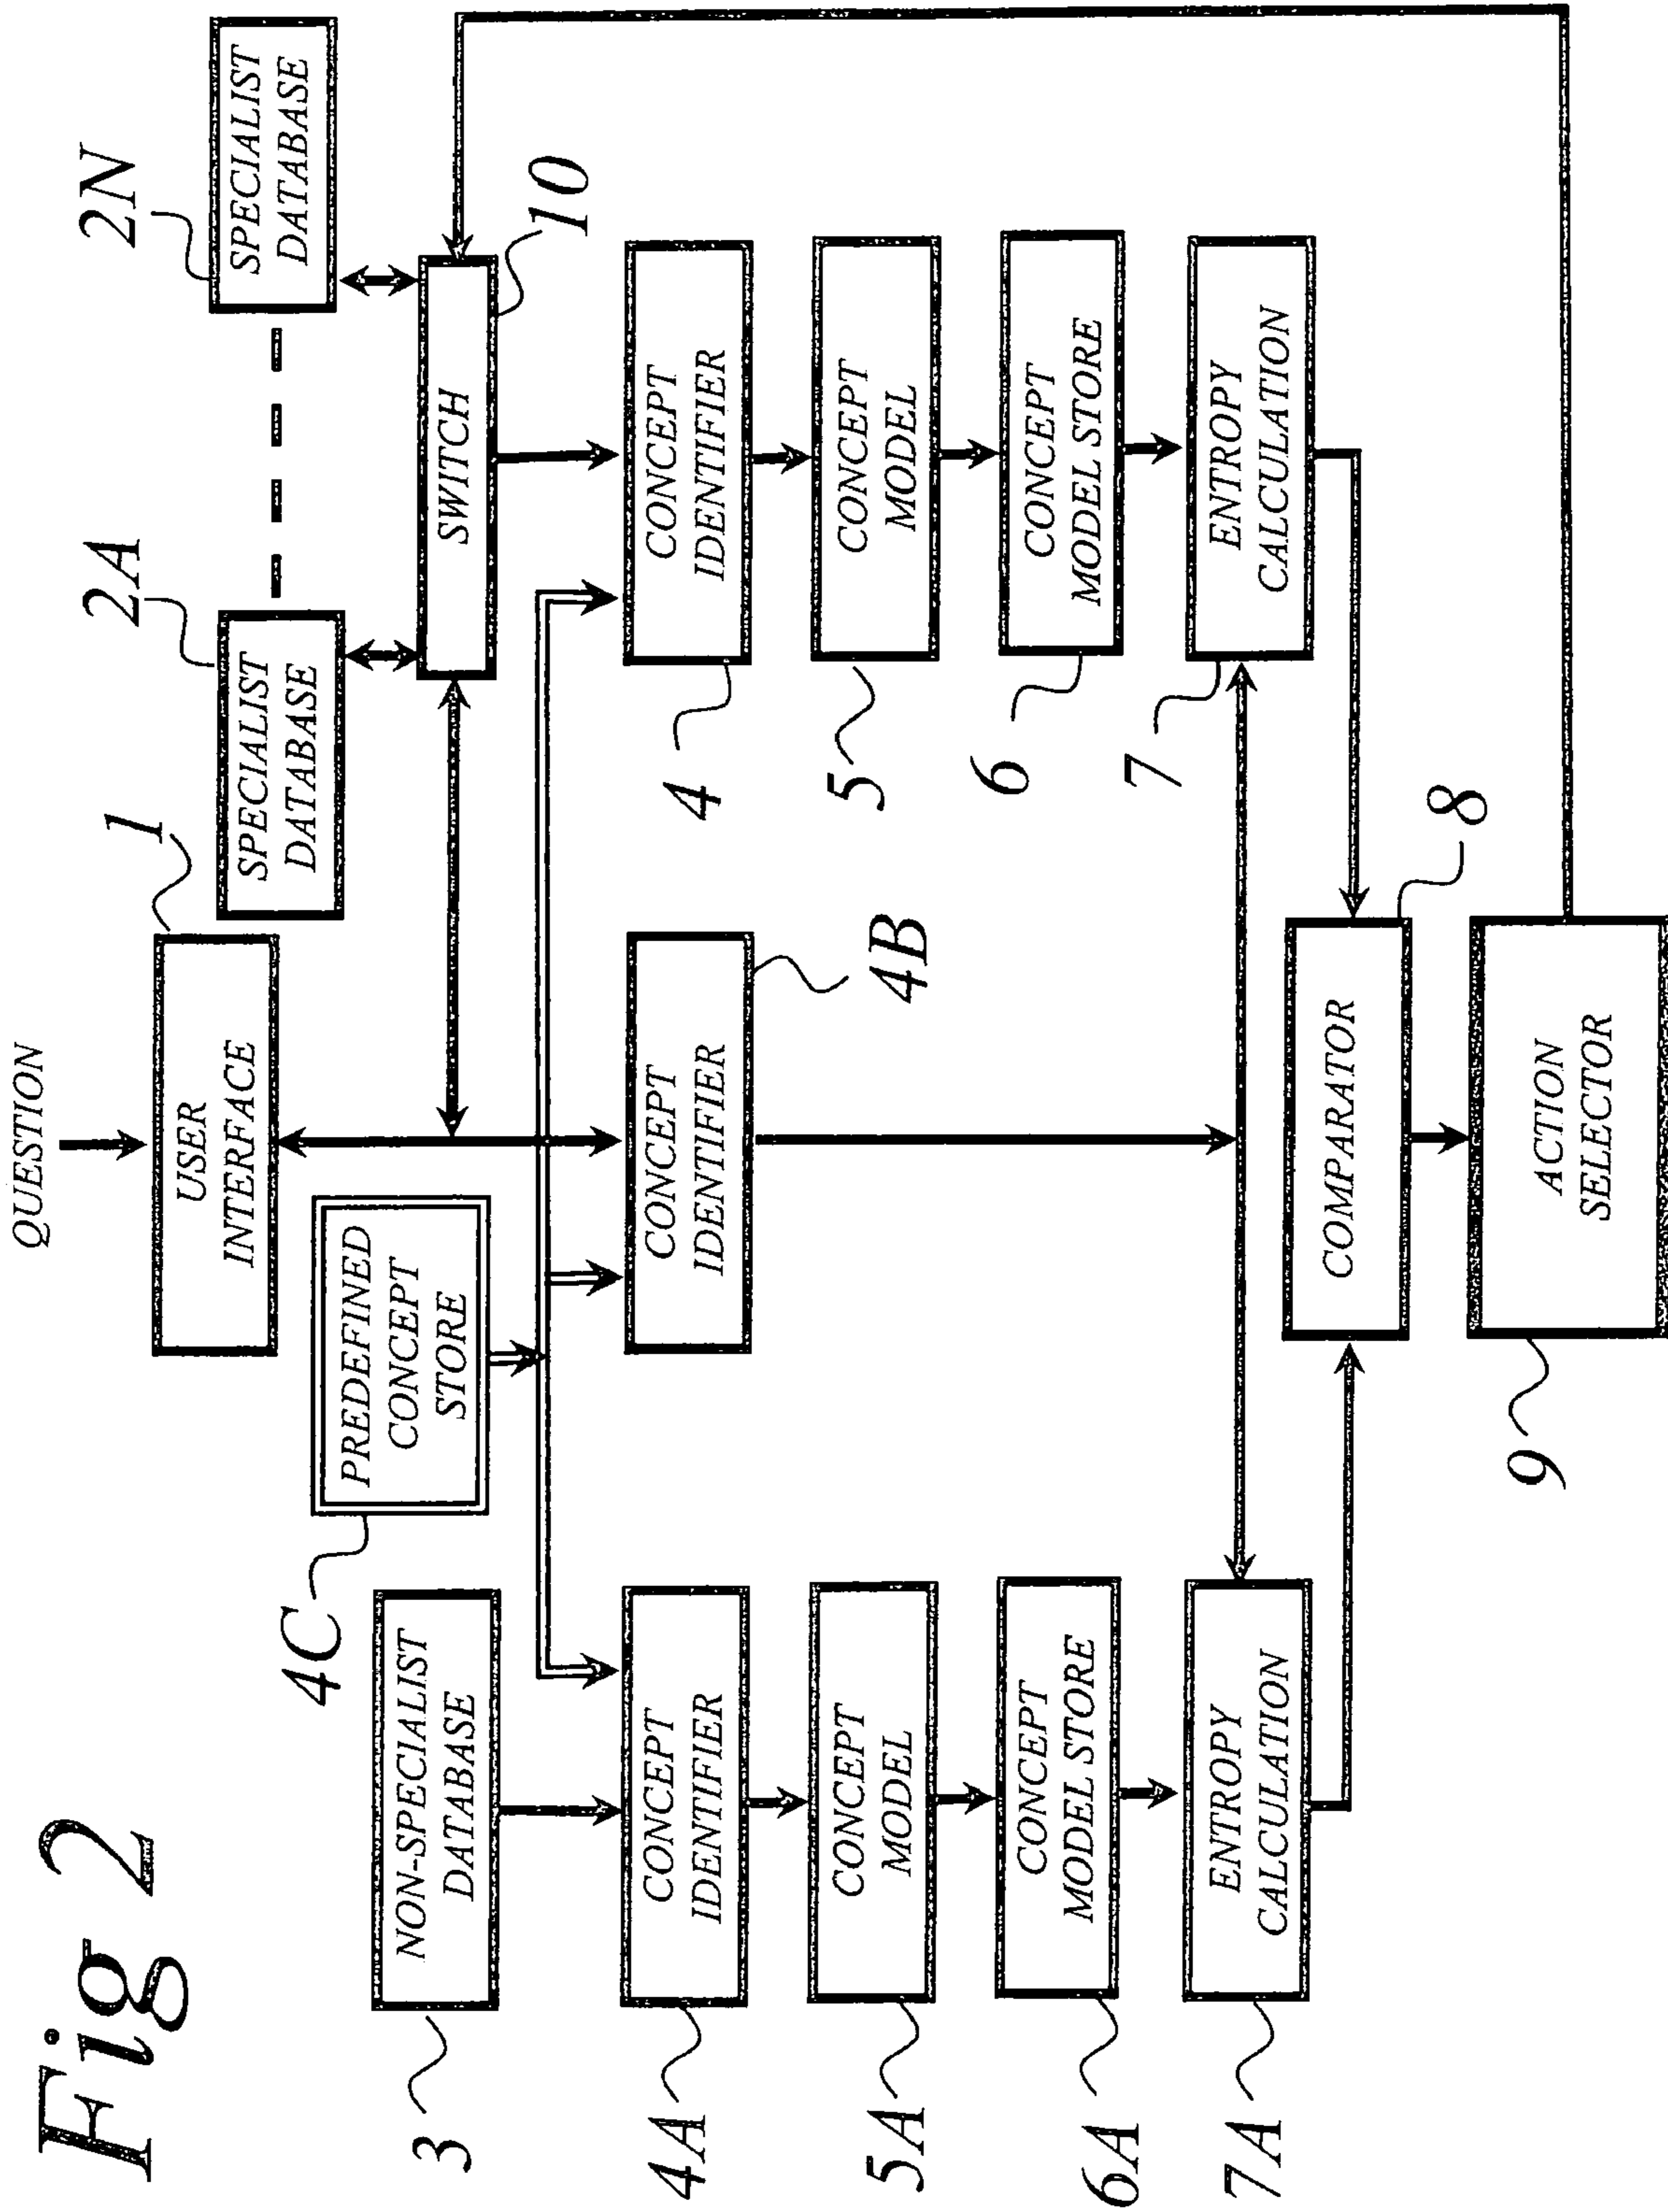 Fig 2
QUESTION
1
USER
INTERFACE
2A
SPECIALIST
DATABASE
2N
SPECIALIST
DATABASE
4C
PREDEFINED
CONCEPT
STORE
SWITCH
10
3
NON-SPECIALIST
DATABASE
4A
CONCEPT
IDENTIFIER
CONCEPT
IDENTIFIER
4B
4
CONCEPT
IDENTIFIER
5A
CONCEPT
MODEL
5
CONCEPT
MODEL
6A
CONCEPT
MODEL STORE
6
CONCEPT
MODEL STORE
7A
ENTROPY
CALCULATION
7
ENTROPY
CALCULATION
COMPARATOR
8
9
ACTION
SELECTOR